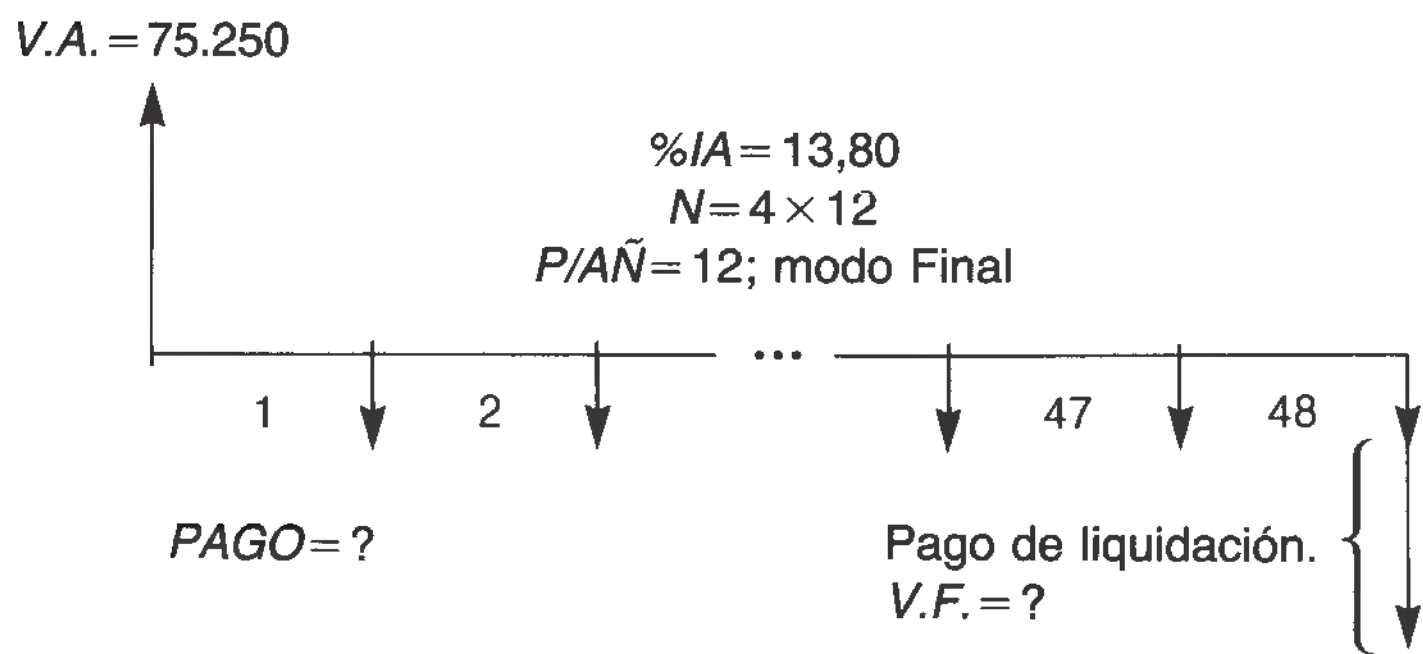 V.A. = 75.250
%IA = 13,80
N = 4 × 12
P/AÑ = 12; modo Final
...
1 2 47 48
PAGO = ?
Pago de liquidación.
V.F. = ?